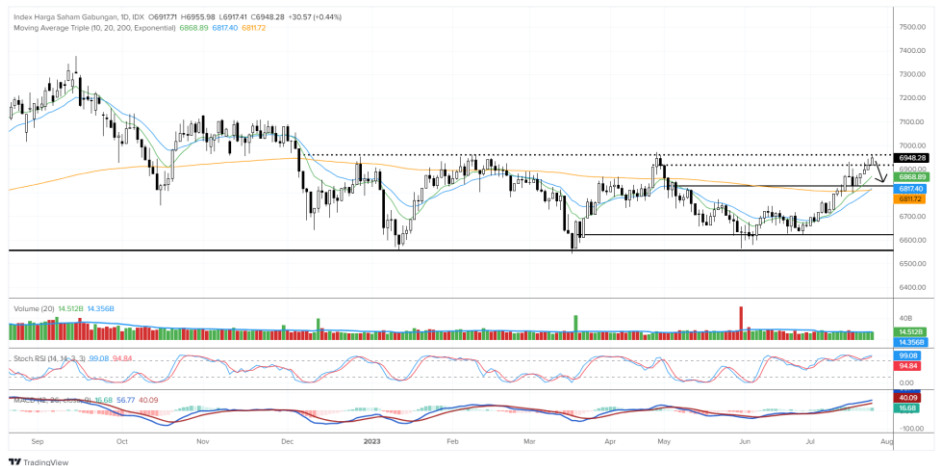 Index Harga Saham Gabungan, 1D, IDX O6917.71 H6955.98 L6917.41 C6948.28 +30.57 (+0.44%)
Moving Average Triple (10, 20, 200, Exponential) 6868.89 6817.40 6811.72
7500.00
7400.00
7300.00
7200.00
7100.00
7000.00
6948.28
6900.00
6868.89
6817.40
6811.72
6700.00
6600.00
6500.00
6400.00
Volume (20) 14.512B 14.356B
40B
14.512B
14.356B
Stoch RSI (14, 14, 3, 3) 99.08 94.84
99.08
94.84
0.00
MACD 16.68 56.77 40.09
40.09
16.68
-100.00
Sep Oct Nov Dec 2023 Feb Mar Apr May Jun Jul Aug
TradingView